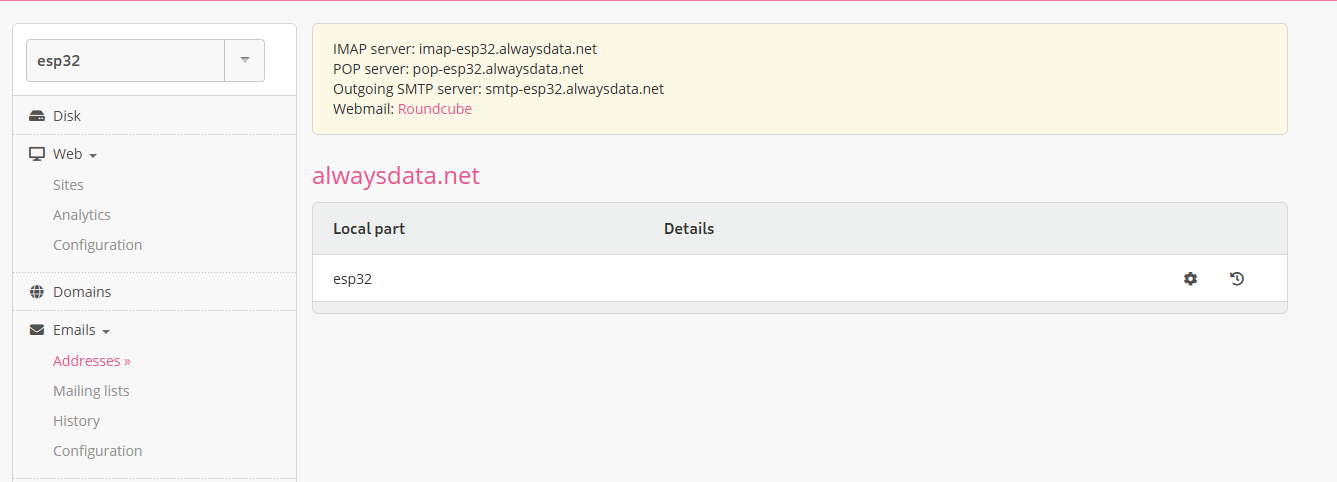 esp32
Disk
Web
Sites
Analytics
Configuration
Domains
Emails
Addresses »
Mailing lists
History
Configuration
IMAP server: imap-esp32.alwaysdata.net
POP server: pop-esp32.alwaysdata.net
Outgoing SMTP server: smtp-esp32.alwaysdata.net
Webmail: Roundcube
alwaysdata.net
Local part Details
esp32